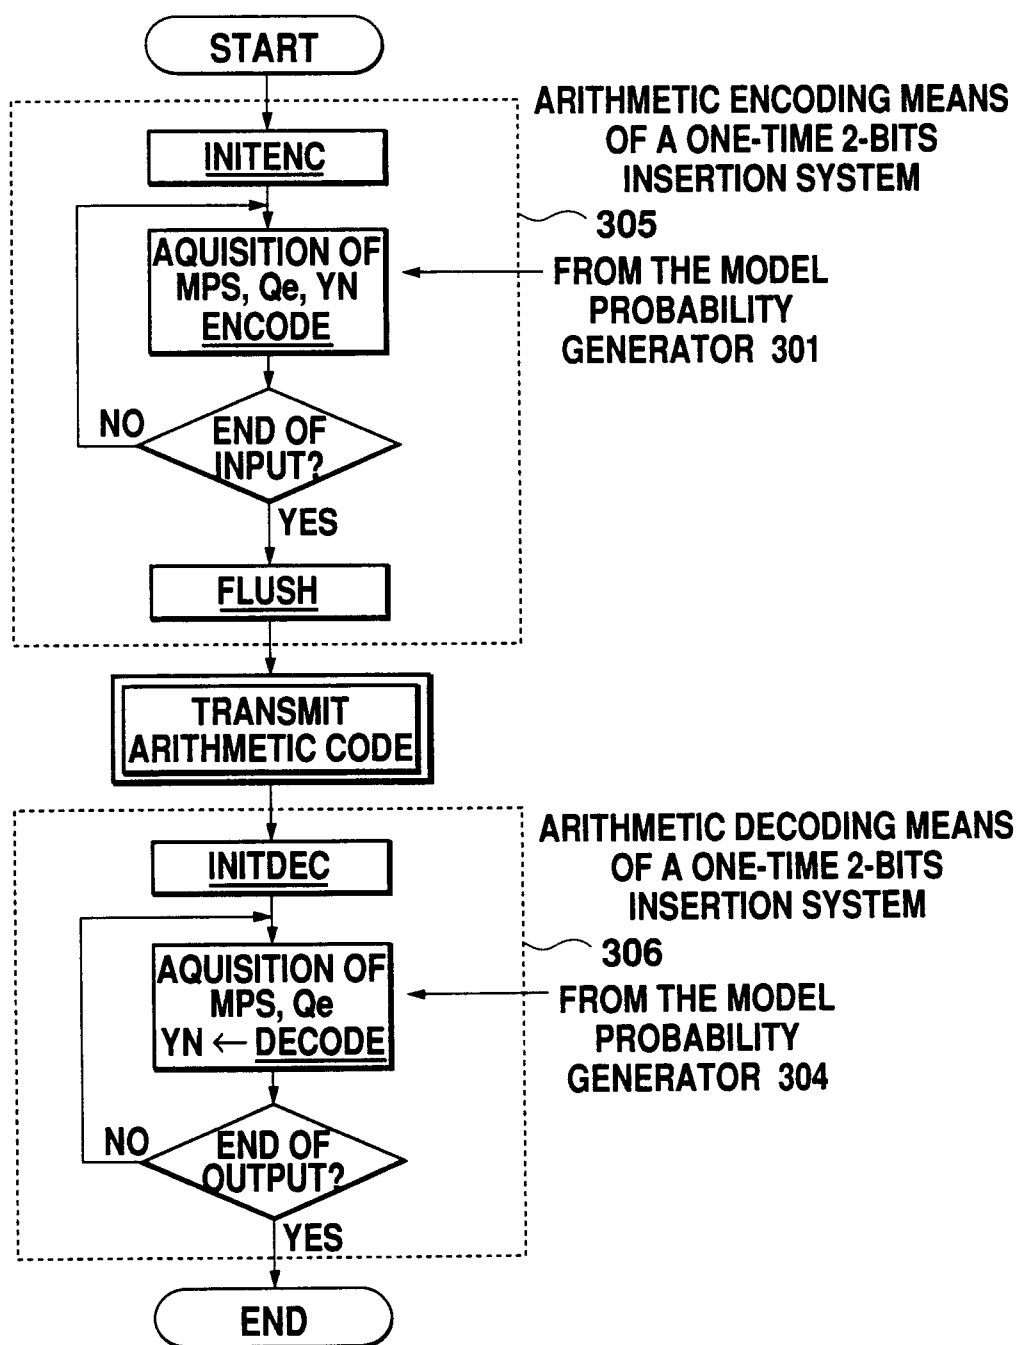 START
ARITHMETIC ENCODING MEANS
OF A ONE-TIME 2-BITS
INSERTION SYSTEM
305
INITENC
AQUISITION OF
MPS, Qe, YN
ENCODE
FROM THE MODEL
PROBABILITY
GENERATOR 301
NO
END OF
INPUT?
YES
FLUSH
TRANSMIT
ARITHMETIC CODE
ARITHMETIC DECODING MEANS
OF A ONE-TIME 2-BITS
INSERTION SYSTEM
306
INITDEC
AQUISITION OF
MPS, Qe
YN ← DECODE
FROM THE MODEL
PROBABILITY
GENERATOR 304
NO
END OF
OUTPUT?
YES
END